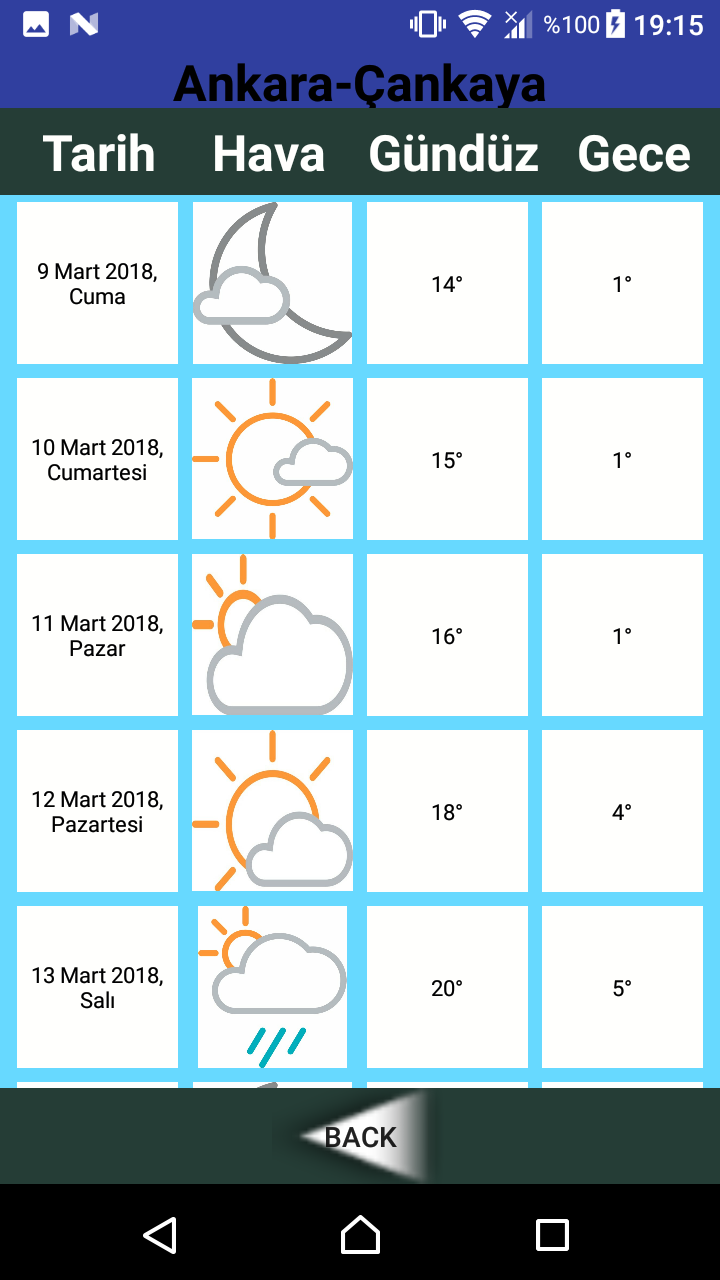 %100 19:15
Ankara-Çankaya
Tarih Hava Gündüz Gece
9 Mart 2018,
Cuma
14° 1°
10 Mart 2018,
Cumartesi
15° 1°
11 Mart 2018,
Pazar
16° 1°
12 Mart 2018,
Pazartesi
18° 4°
13 Mart 2018,
Salı
20° 5°
BACK